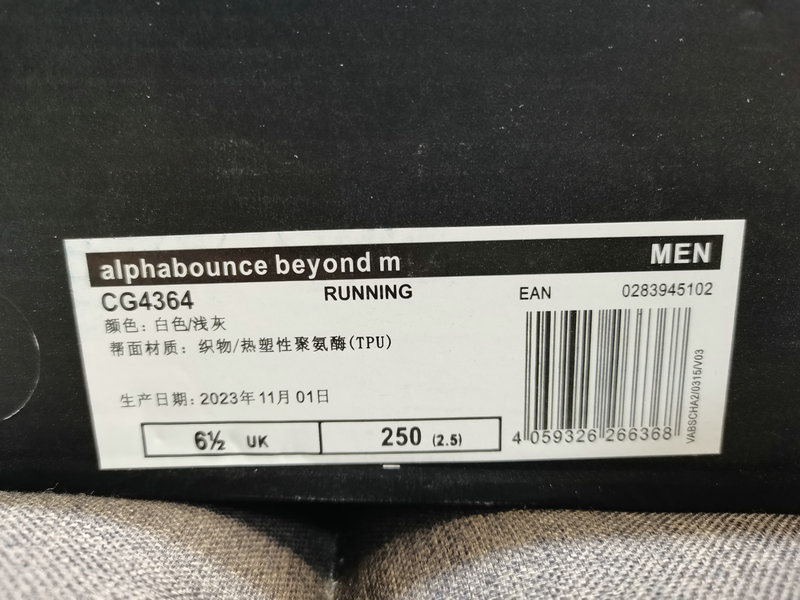 alphabounce beyond m MEN
CG4364 RUNNING EAN 0283945102
颜色：白色/浅灰
帮面材质：织物/热塑性聚氨酯(TPU)
生产日期：2023年11月01日
6½ UK 250 (2.5)
4 059326 266368
VABSCHA2/0315/V03